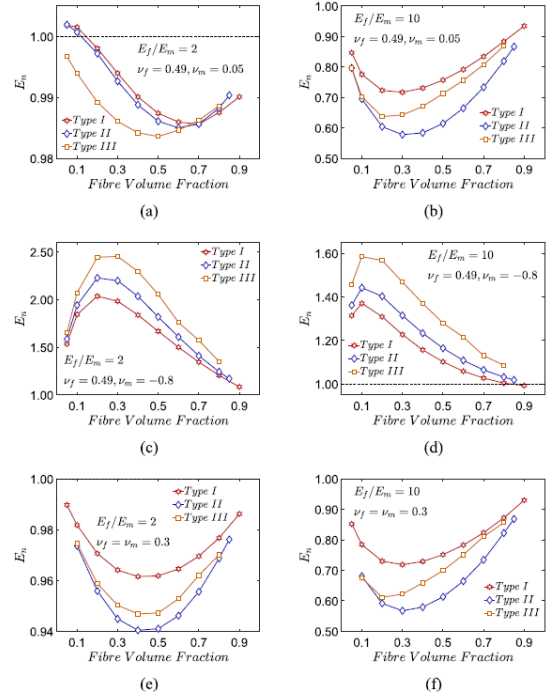 1.00
0.99
0.98
E_n
E_f/E_m = 2
ν_f = 0.49, ν_m = 0.05
Type I
Type II
Type III
0.1 0.3 0.5 0.7 0.9
Fibre Volume Fraction
(a)
1.00
0.90
0.80
0.70
0.60
0.50
E_n
E_f/E_m = 10
ν_f = 0.49, ν_m = 0.05
Type I
Type II
Type III
0.1 0.3 0.5 0.7 0.9
Fibre Volume Fraction
(b)
2.50
2.00
1.50
1.00
E_n
Type I
Type II
Type III
E_f/E_m = 2
ν_f = 0.49, ν_m = −0.8
0.1 0.3 0.5 0.7 0.9
Fibre Volume Fraction
(c)
1.60
1.40
1.20
1.00
E_n
E_f/E_m = 10
ν_f = 0.49, ν_m = −0.8
Type I
Type II
Type III
0.1 0.3 0.5 0.7 0.9
Fibre Volume Fraction
(d)
1.00
0.98
0.96
0.94
E_n
Type I
Type II
Type III
E_f/E_m = 2
ν_f = ν_m = 0.3
0.1 0.3 0.5 0.7 0.9
Fibre Volume Fraction
(e)
1.00
0.90
0.80
0.70
0.60
0.50
E_n
E_f/E_m = 10
ν_f = ν_m = 0.3
Type I
Type II
Type III
0.1 0.3 0.5 0.7 0.9
Fibre Volume Fraction
(f)